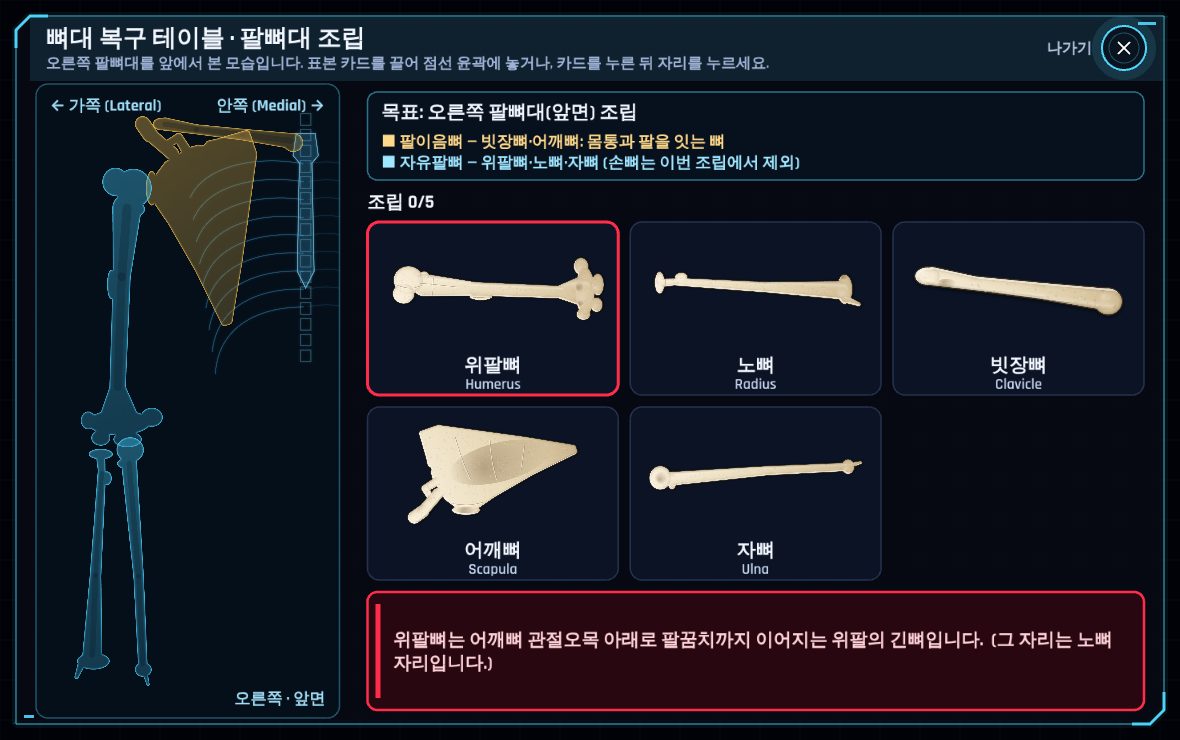 뼈대 복구 테이블 · 팔뼈대 조립
오른쪽 팔뼈대를 앞에서 본 모습입니다. 표본 카드를 끌어 점선 윤곽에 놓거나, 카드를 누른 뒤 자리를 누르세요.
나가기
← 가쪽 (Lateral)
안쪽 (Medial) →
오른쪽 · 앞면
목표: 오른쪽 팔뼈대(앞면) 조립
팔이음뼈 – 빗장뼈·어깨뼈: 몸통과 팔을 잇는 뼈
자유팔뼈 – 위팔뼈·노뼈·자뼈 (손뼈는 이번 조립에서 제외)
조립 0/5
위팔뼈
Humerus
노뼈
Radius
빗장뼈
Clavicle
어깨뼈
Scapula
자뼈
Ulna
위팔뼈는 어깨뼈 관절오목 아래로 팔꿈치까지 이어지는 위팔의 긴뼈입니다. (그 자리는 노뼈
자리입니다.)